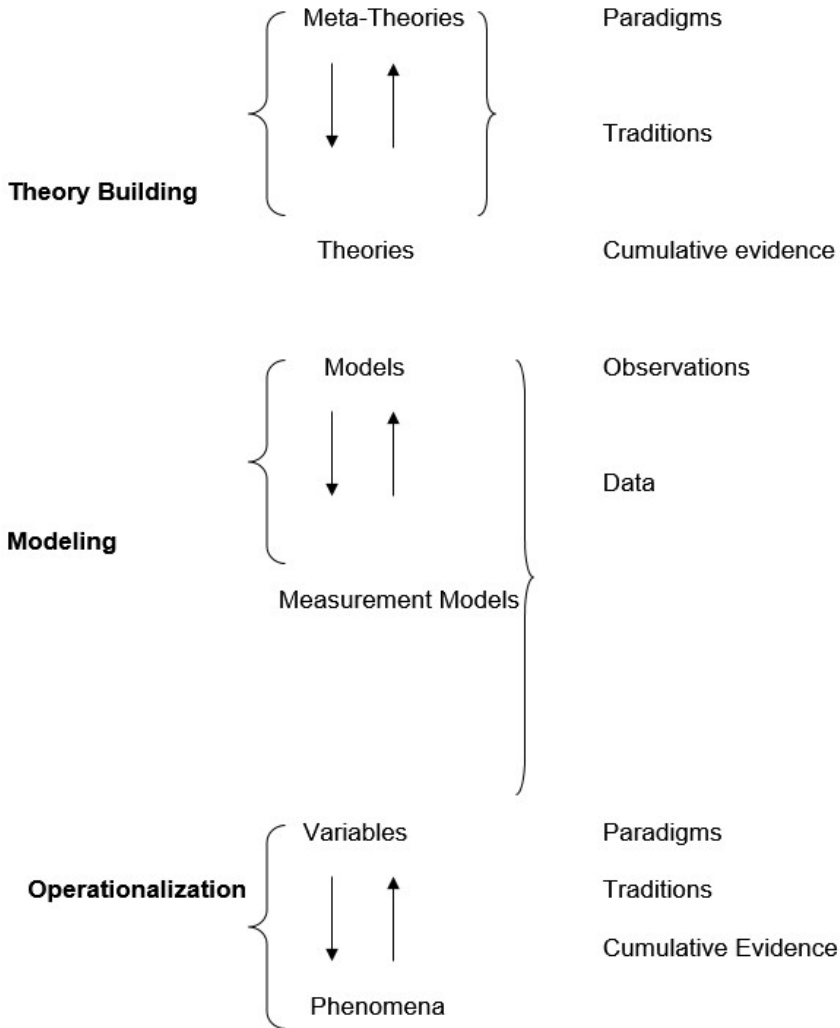 Meta-Theories
Paradigms
Traditions
Theory Building
Theories
Cumulative evidence
Models
Observations
Data
Modeling
Measurement Models
Variables
Paradigms
Operationalization
Traditions
Cumulative Evidence
Phenomena